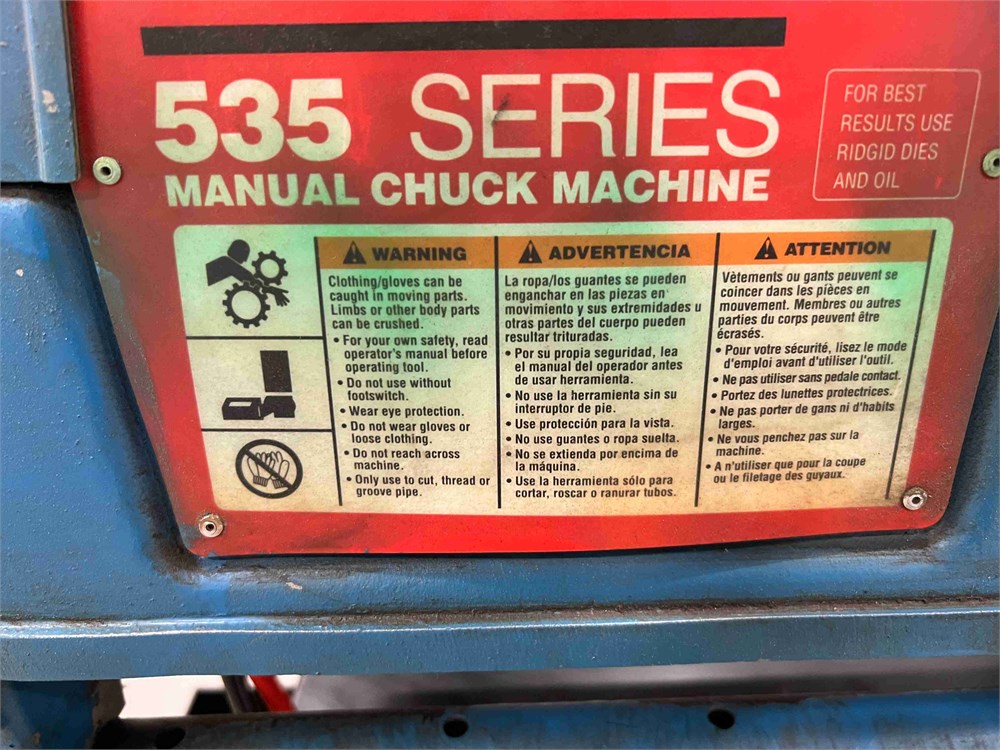 535 SERIES
MANUAL CHUCK MACHINE
FOR BEST
RESULTS USE
RIDGID DIES
AND OIL
WARNING
Clothing/gloves can be
caught in moving parts.
Limbs or other body parts
can be crushed.
• For your own safety, read
operator's manual before
operating tool.
• Do not use without
footswitch.
• Wear eye protection.
• Do not wear gloves or
loose clothing.
• Do not reach across
machine.
• Only use to cut, thread or
groove pipe.
ADVERTENCIA
La ropa/los guantes se pueden
enganchar en las piezas en
movimiento y sus extremidades u
otras partes del cuerpo pueden
resultar trituradas.
• Por su propia seguridad, lea
el manual del operador antes
de usar herramienta.
• No use la herramienta sin su
interruptor de pie.
• Use protección para la vista.
• No use guantes o ropa suelta.
• No se extienda por encima de
la máquina.
• Use la herramienta sólo para
cortar, roscar o ranurar tubos.
ATTENTION
Vêtements ou gants peuvent se
coincer dans les pièces en
mouvement. Membres ou autres
parties du corps peuvent être
écrasés.
• Pour votre sécurité, lisez le mode
d'emploi avant d'utiliser l'outil.
• Ne pas utiliser sans pedale contact.
• Portez des lunettes protectrices.
• Ne pas porter de gans ni d'habits
larges.
• Ne vous penchez pas sur la
machine.
• A n'utiliser que pour la coupe
ou le filetage des guyaux.